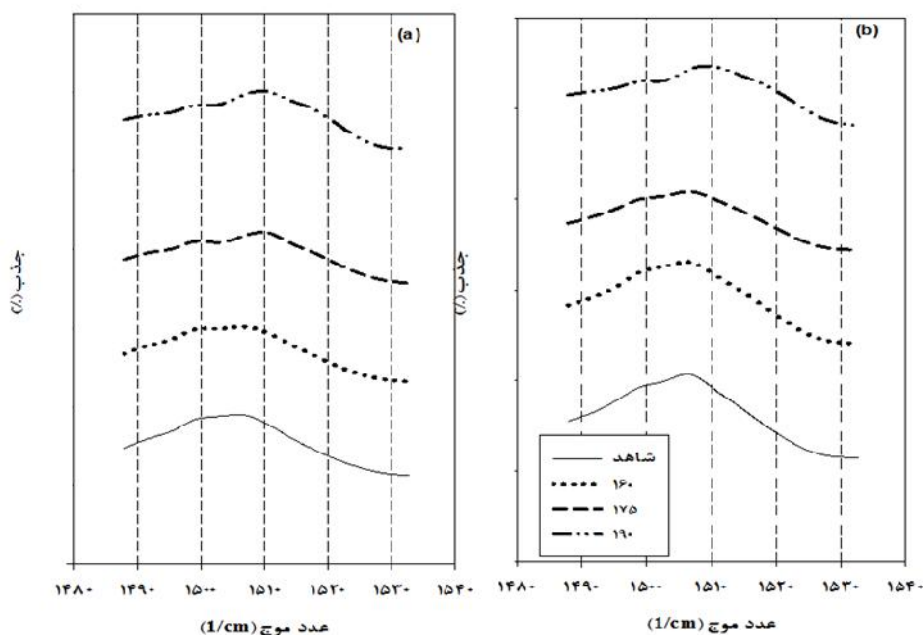 (a)
(b)
جذب (٪)
جذب (٪)
شاهد
۱۶۰
۱۷۵
۱۹۰
۱۴۸۰ ۱۴۹۰ ۱۵۰۰ ۱۵۱۰ ۱۵۲۰ ۱۵۳۰ ۱۵۴۰
۱۴۸۰ ۱۴۹۰ ۱۵۰۰ ۱۵۱۰ ۱۵۲۰ ۱۵۳۰ ۱۵۴۰
عدد موج (1/cm)
عدد موج (1/cm)